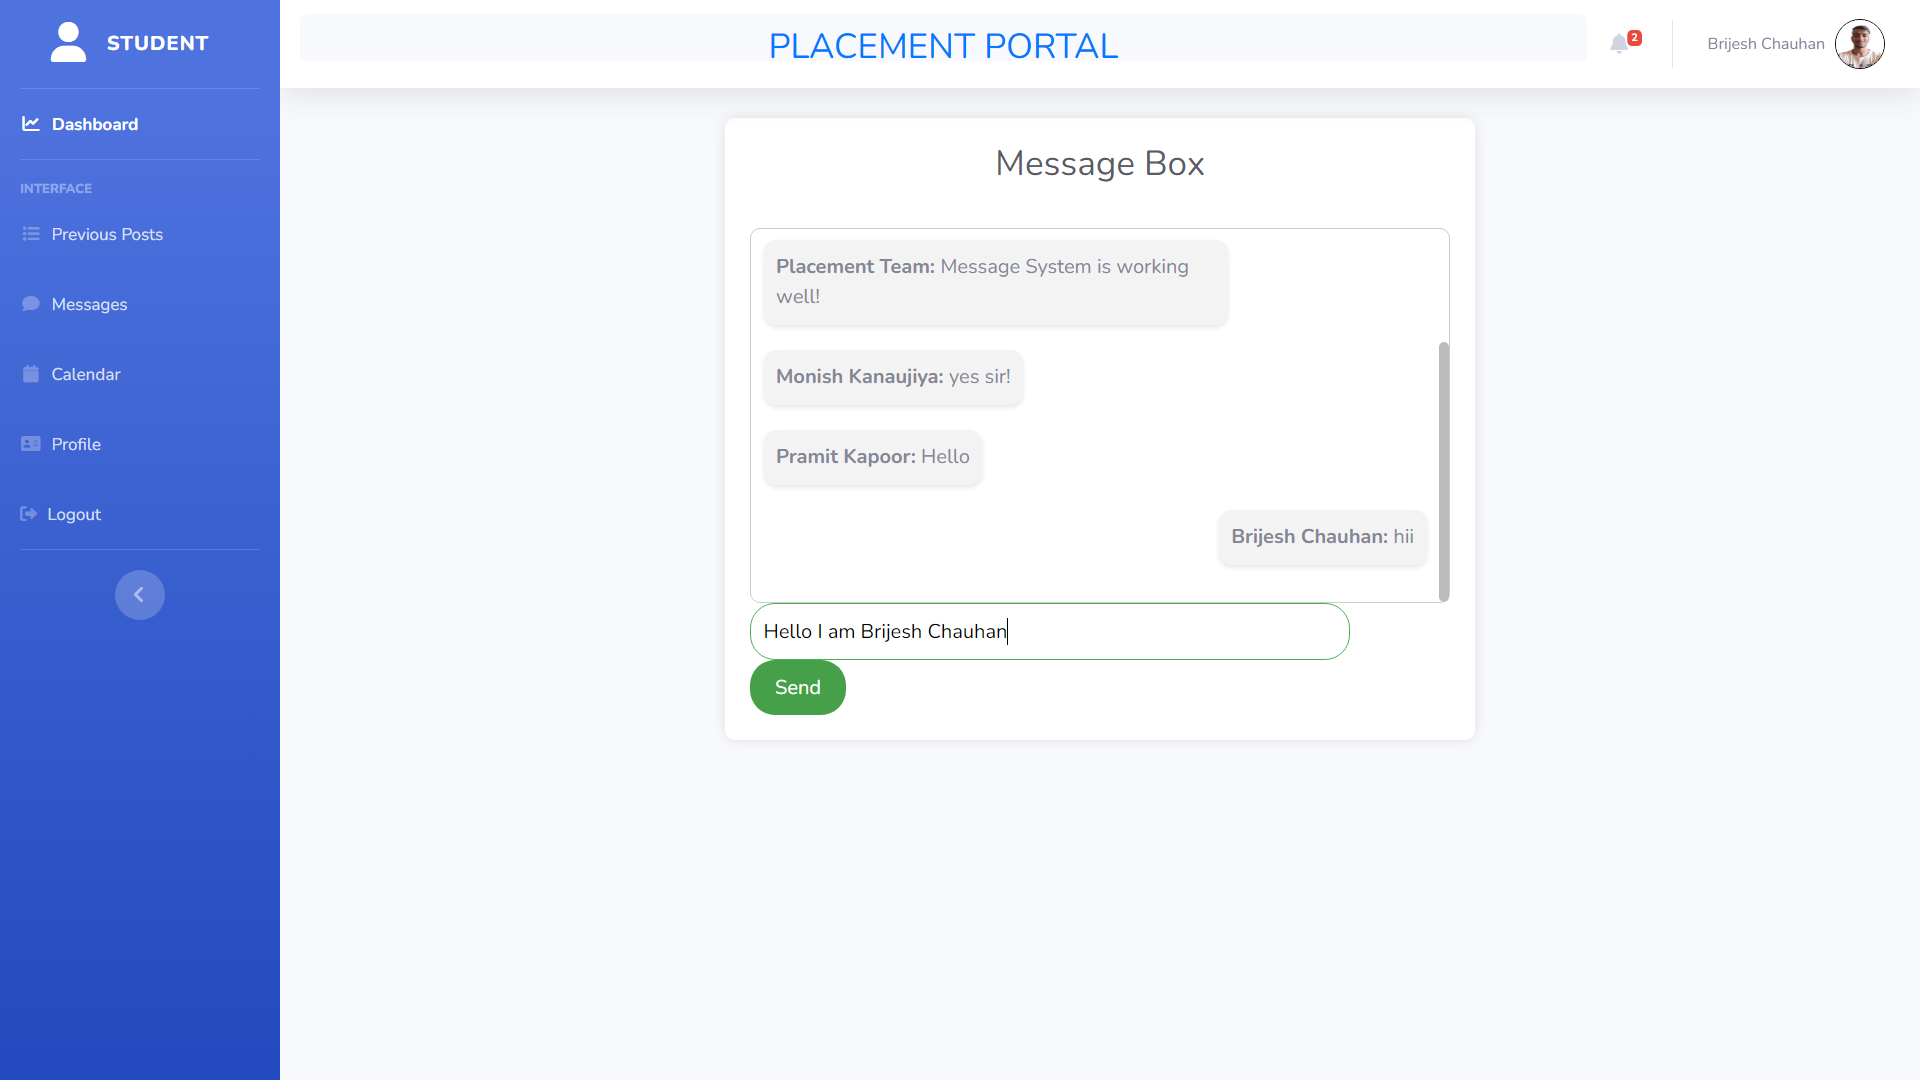 STUDENT
Dashboard
INTERFACE
Previous Posts
Messages
Calendar
Profile
Logout
PLACEMENT PORTAL
2
Brijesh Chauhan
Message Box
Placement Team: Message System is working
well!
Monish Kanaujiya: yes sir!
Pramit Kapoor: Hello
Brijesh Chauhan: hii
Hello I am Brijesh Chauhan
Send